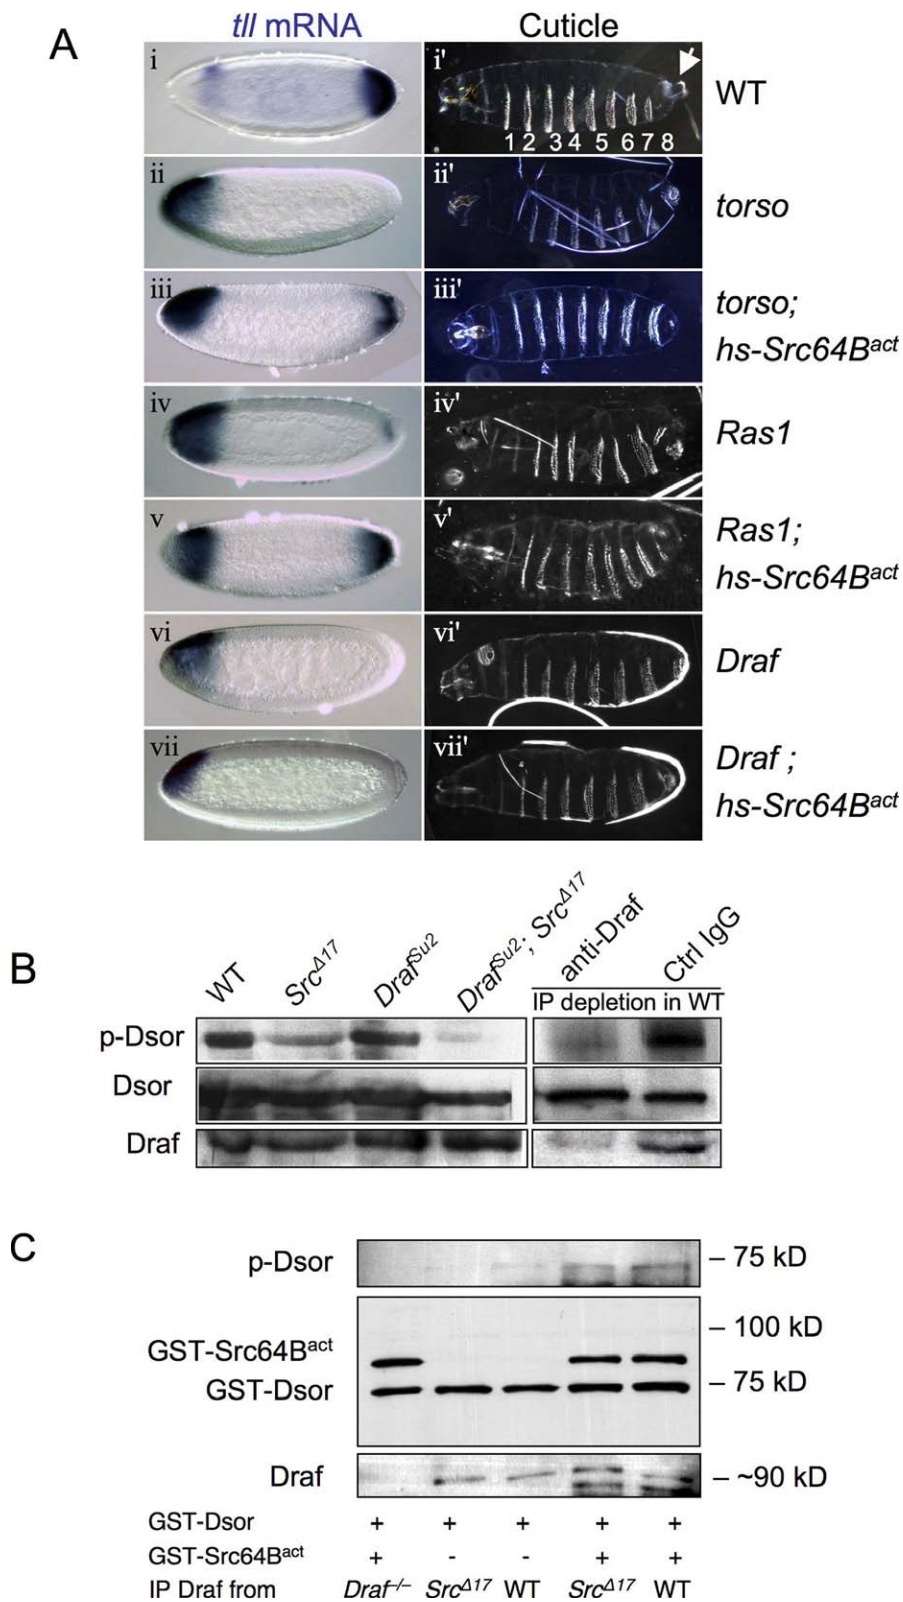 A
tll mRNA Cuticle
i i' WT
1 2 3 4 5 6 7 8
ii ii' torso
iii iii' torso;
hs-Src64Bact
iv iv' Ras1
v v' Ras1;
hs-Src64Bact
vi vi' Draf
vii vii' Draf ;
hs-Src64Bact
B
WT SrcΔ17 DrafSu2 DrafSu2; SrcΔ17 anti-Draf Ctrl IgG
IP depletion in WT
p-Dsor
Dsor
Draf
C
p-Dsor – 75 kD
– 100 kD
GST-Src64Bact
GST-Dsor – 75 kD
Draf – ~90 kD
GST-Dsor + + + + +
GST-Src64Bact + - - + +
IP Draf from Draf–/– SrcΔ17 WT SrcΔ17 WT